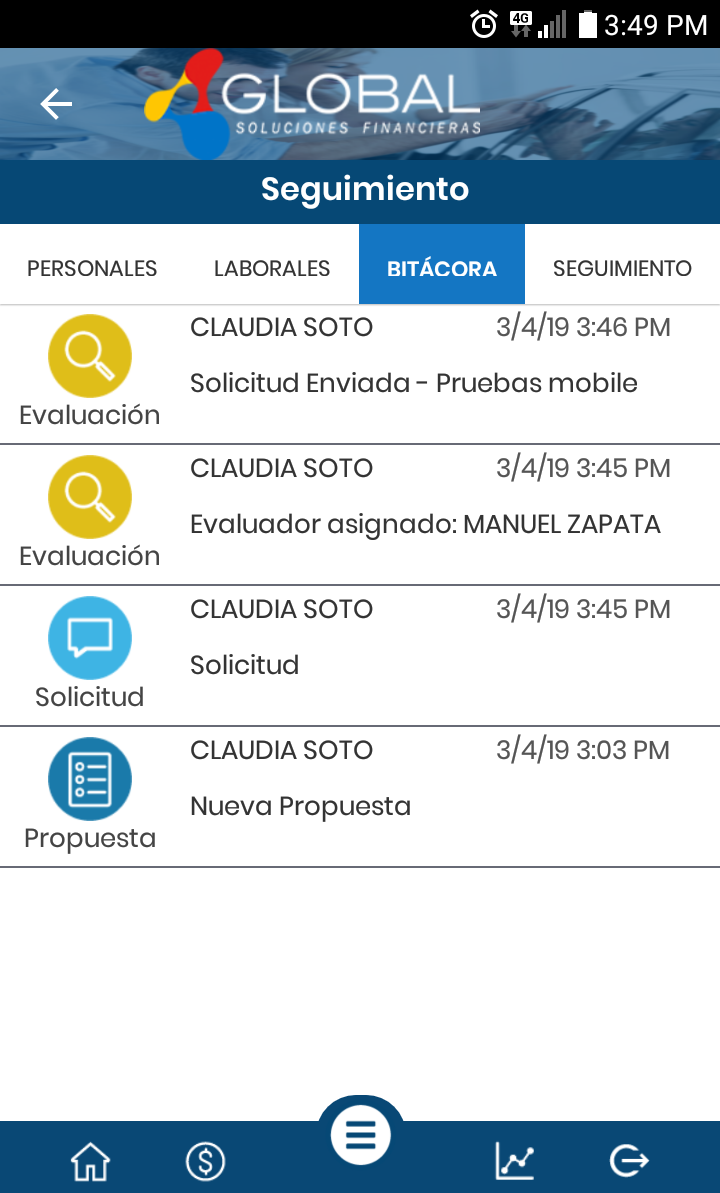 4G 3:49 PM
GLOBAL
SOLUCIONES FINANCIERAS
Seguimiento
PERSONALES LABORALES BITÁCORA SEGUIMIENTO
CLAUDIA SOTO 3/4/19 3:46 PM
Solicitud Enviada - Pruebas mobile
Evaluación
CLAUDIA SOTO 3/4/19 3:45 PM
Evaluador asignado: MANUEL ZAPATA
Evaluación
CLAUDIA SOTO 3/4/19 3:45 PM
Solicitud
Solicitud
CLAUDIA SOTO 3/4/19 3:03 PM
Nueva Propuesta
Propuesta
$